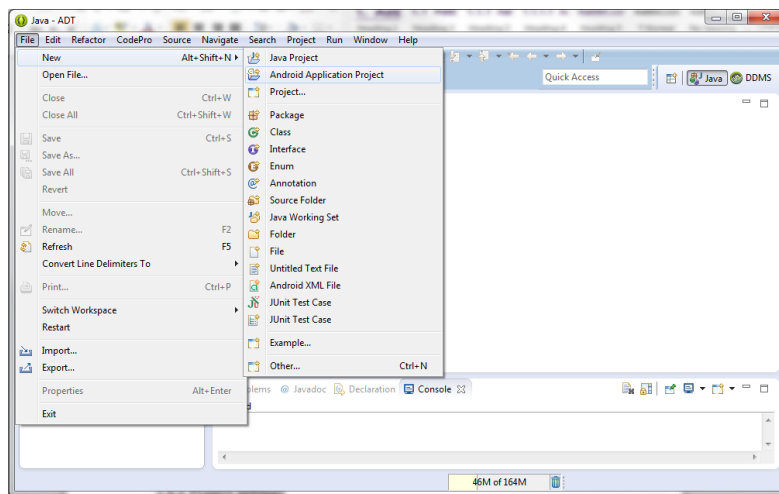 Java - ADT
File Edit Refactor CodePro Source Navigate Search Project Run Window Help
New Alt+Shift+N
Open File...
Close Ctrl+W
Close All Ctrl+Shift+W
Save Ctrl+S
Save As...
Save All Ctrl+Shift+S
Revert
Move...
Rename... F2
Refresh F5
Convert Line Delimiters To
Print... Ctrl+P
Switch Workspace
Restart
Import...
Export...
Properties Alt+Enter
Exit
Java Project
Android Application Project
Project...
Package
Class
Interface
Enum
Annotation
Source Folder
Java Working Set
Folder
File
Untitled Text File
Android XML File
JUnit Test Case
JUnit Test Case
Example...
Other... Ctrl+N
Quick Access
Java
DDMS
blems @ Javadoc Declaration Console
46M of 164M